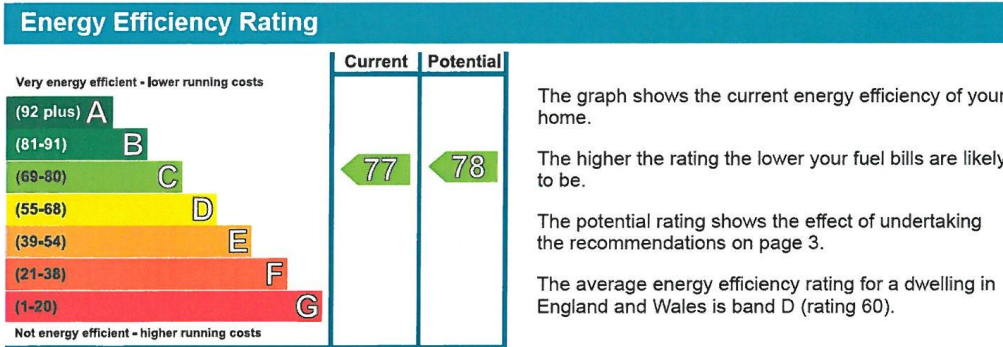 Energy Efficiency Rating
Current Potential
Very energy efficient - lower running costs
(92 plus) A
(81-91) B
(69-80) C
(55-68) D
(39-54) E
(21-38) F
(1-20) G
Not energy efficient - higher running costs
77 78
The graph shows the current energy efficiency of your
home.
The higher the rating the lower your fuel bills are likely
to be.
The potential rating shows the effect of undertaking
the recommendations on page 3.
The average energy efficiency rating for a dwelling in
England and Wales is band D (rating 60).